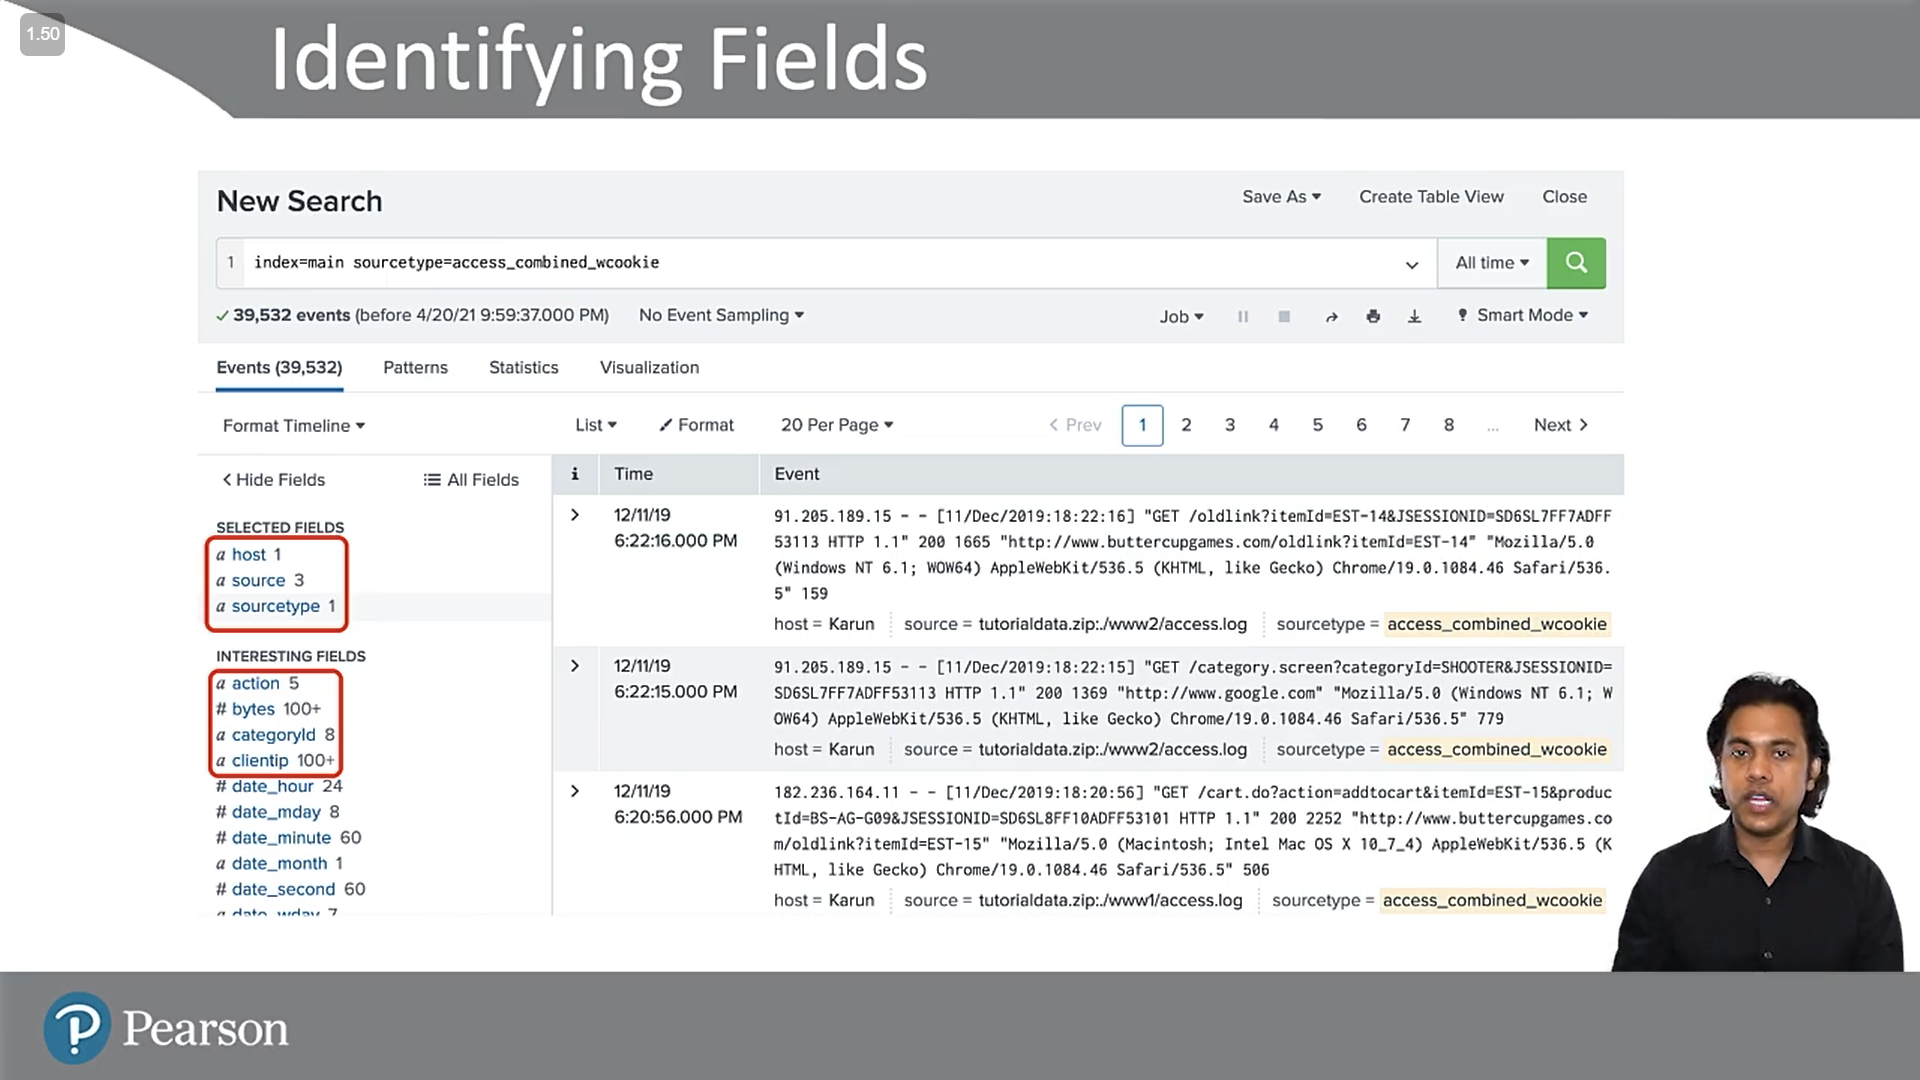 1.50
Identifying Fields
New Search
Save As
Create Table View
Close
1
index=main sourcetype=access_combined_wcookie
All time
39,532 events (before 4/20/21 9:59:37.000 PM)
No Event Sampling
Job
Smart Mode
Events (39,532)
Patterns
Statistics
Visualization
Format Timeline
List
Format
20 Per Page
< Prev
1
2
3
4
5
6
7
8
...
Next >
< Hide Fields
All Fields
SELECTED FIELDS
a host 1
a source 3
a sourcetype 1
INTERESTING FIELDS
a action 5
# bytes 100+
a categoryId 8
a clientip 100+
# date_hour 24
# date_mday 8
# date_minute 60
a date_month 1
# date_second 60
a date_wday 7
i
Time
Event
>
12/11/19
6:22:16.000 PM
91.205.189.15 - - [11/Dec/2019:18:22:16] "GET /oldlink?itemId=EST-14&JSESSIONID=SD6SL7FF7ADFF
53113 HTTP 1.1" 200 1665 "http://www.buttercupgames.com/oldlink?itemId=EST-14" "Mozilla/5.0
(Windows NT 6.1; WOW64) AppleWebKit/536.5 (KHTML, like Gecko) Chrome/19.0.1084.46 Safari/536.
5" 159
host = Karun
source = tutorialdata.zip:./www2/access.log
sourcetype = access_combined_wcookie
>
12/11/19
6:22:15.000 PM
91.205.189.15 - - [11/Dec/2019:18:22:15] "GET /category.screen?categoryId=SHOOTER&JSESSIONID=
SD6SL7FF7ADFF53113 HTTP 1.1" 200 1369 "http://www.google.com" "Mozilla/5.0 (Windows NT 6.1; W
OW64) AppleWebKit/536.5 (KHTML, like Gecko) Chrome/19.0.1084.46 Safari/536.5" 779
host = Karun
source = tutorialdata.zip:./www2/access.log
sourcetype = access_combined_wcookie
>
12/11/19
6:20:56.000 PM
182.236.164.11 - - [11/Dec/2019:18:20:56] "GET /cart.do?action=addtocart&itemId=EST-15&produc
tId=BS-AG-G09&JSESSIONID=SD6SL8FF10ADFF53101 HTTP 1.1" 200 2252 "http://www.buttercupgames.co
m/oldlink?itemId=EST-15" "Mozilla/5.0 (Macintosh; Intel Mac OS X 10_7_4) AppleWebKit/536.5 (K
HTML, like Gecko) Chrome/19.0.1084.46 Safari/536.5" 506
host = Karun
source = tutorialdata.zip:./www1/access.log
sourcetype = access_combined_wcookie
Pearson